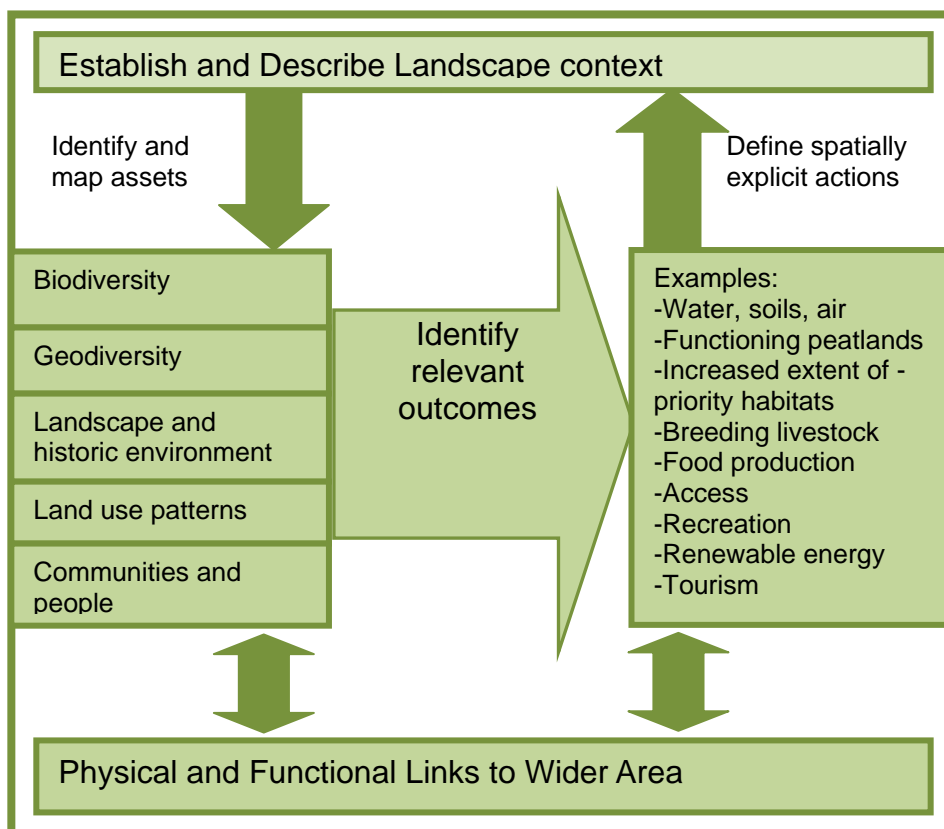 Establish and Describe Landscape context
Identify and
map assets
Define spatially
explicit actions
Biodiversity
Geodiversity
Landscape and
historic environment
Land use patterns
Communities and
people
Identify
relevant
outcomes
Examples:
-Water, soils, air
-Functioning peatlands
-Increased extent of -
priority habitats
-Breeding livestock
-Food production
-Access
-Recreation
-Renewable energy
-Tourism
Physical and Functional Links to Wider Area